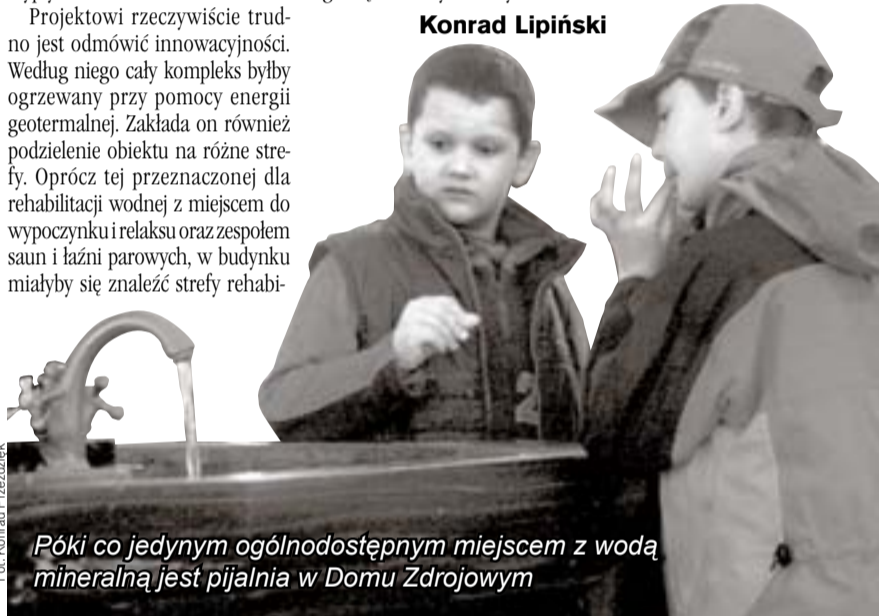 Projektowi rzeczywiście trud-
no jest odmówić innowacyjności.
Według niego cały kompleks byłby
ogrzewany przy pomocy energii
geotermalnej. Zakłada on również
podzielenie obiektu na różne stre-
fy. Oprócz tej przeznaczonej dla
rehabilitacji wodnej z miejscem do
wypoczynku i relaksu oraz zespołem
saun i łaźni parowych, w budynku
miałyby się znaleźć strefy rehabi-
Konrad Lipiński
Póki co jedynym ogólnodostępnym miejscem z wodą
mineralną jest pijalnia w Domu Zdrojowym